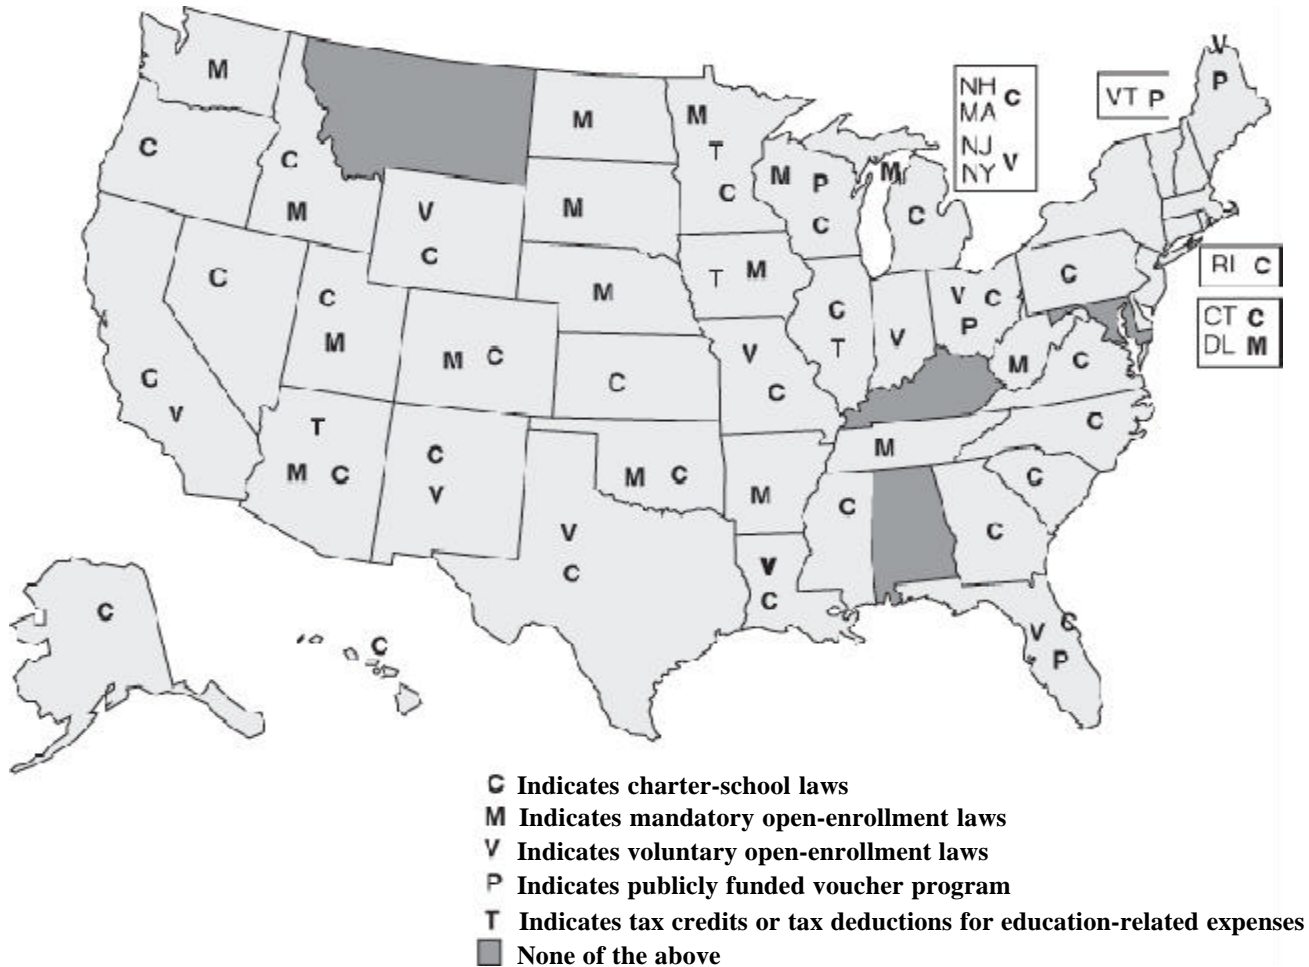 V
P
NH
MA C
NJ
NY V
VT P
M
C
C
M
M
M
M
T
C
M P
C
M
C
V
C
M
C
C
M
M
T M
C
T
V
V C
P
C
RI C
CT C
DL M
C
V
M C
C
V
C
M
C
C
T
M C
C
V
M C
M
M
C
C
C
V
C
V
C
C
V C
P
C
C
C Indicates charter-school laws
M Indicates mandatory open-enrollment laws
V Indicates voluntary open-enrollment laws
P Indicates publicly funded voucher program
T Indicates tax credits or tax deductions for education-related expenses
None of the above